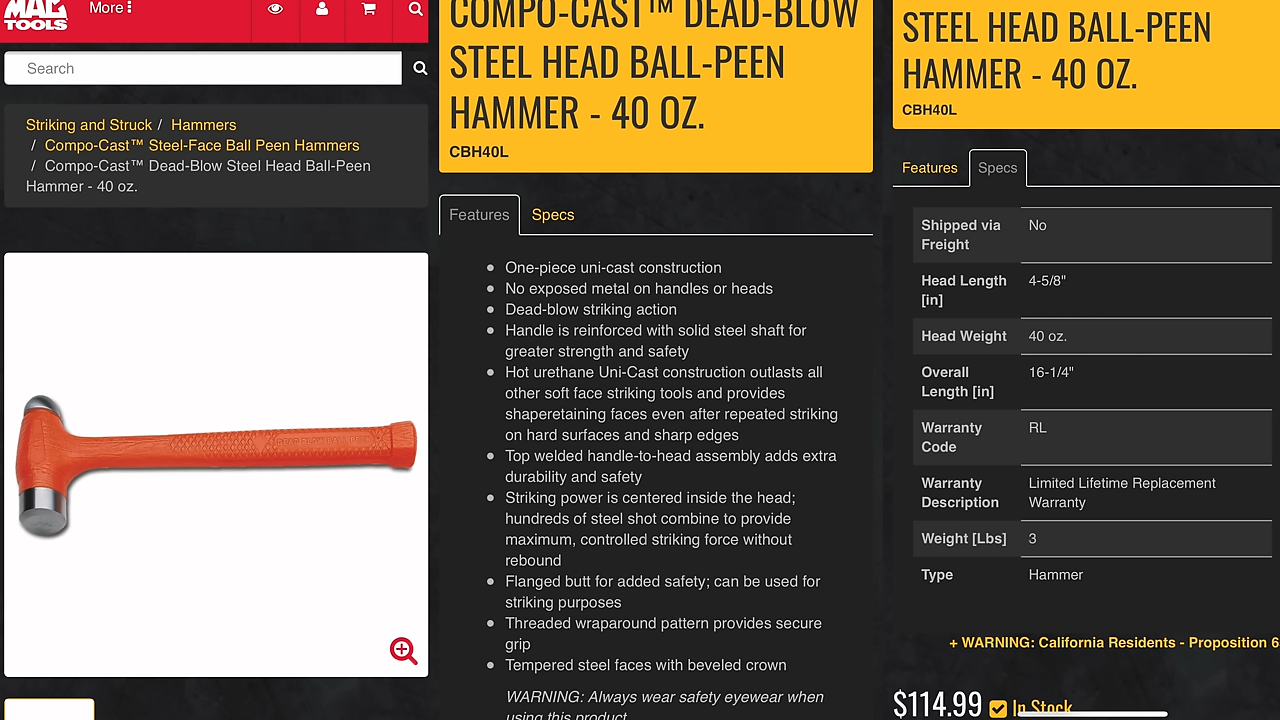 MAC
TOOLS
More
Search
Striking and Struck / Hammers
/ Compo-Cast™ Steel-Face Ball Peen Hammers
/ Compo-Cast™ Dead-Blow Steel Head Ball-Peen
Hammer - 40 oz.
DEAD BLOW BALL PEEN
COMPO-CAST™ DEAD-BLOW
STEEL HEAD BALL-PEEN
HAMMER - 40 OZ.
CBH40L
Features Specs
One-piece uni-cast construction
No exposed metal on handles or heads
Dead-blow striking action
Handle is reinforced with solid steel shaft for
greater strength and safety
Hot urethane Uni-Cast construction outlasts all
other soft face striking tools and provides
shaperetaining faces even after repeated striking
on hard surfaces and sharp edges
Top welded handle-to-head assembly adds extra
durability and safety
Striking power is centered inside the head;
hundreds of steel shot combine to provide
maximum, controlled striking force without
rebound
Flanged butt for added safety; can be used for
striking purposes
Threaded wraparound pattern provides secure
grip
Tempered steel faces with beveled crown
WARNING: Always wear safety eyewear when
using this product
STEEL HEAD BALL-PEEN
HAMMER - 40 OZ.
CBH40L
Features Specs
Shipped via No
Freight
Head Length 4-5/8"
[in]
Head Weight 40 oz.
Overall 16-1/4"
Length [in]
Warranty RL
Code
Warranty Limited Lifetime Replacement
Description Warranty
Weight [Lbs] 3
Type Hammer
+ WARNING: California Residents - Proposition 6
$114.99 In Stock